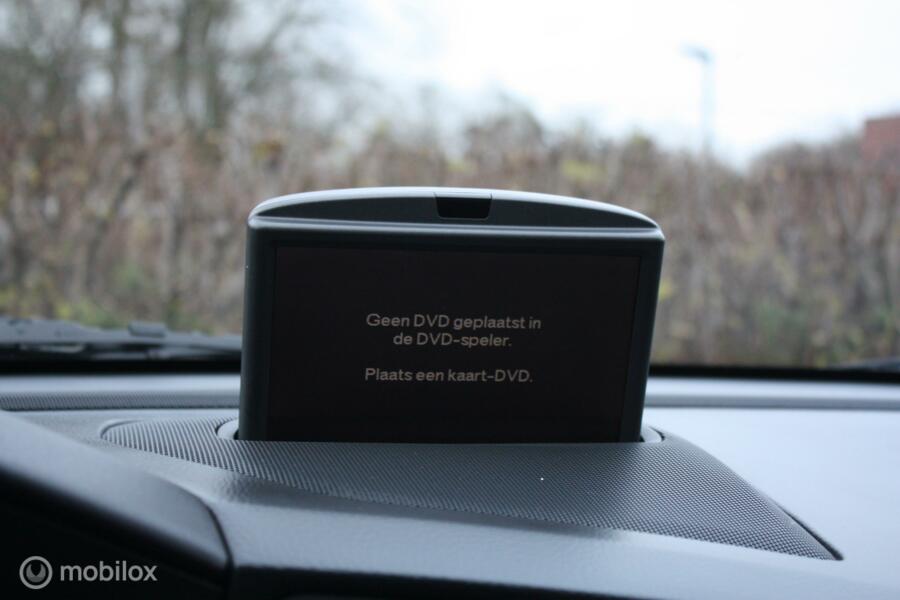 Geen DVD geplaatst in
de DVD-speler.
Plaats een kaart-DVD.
mobilox